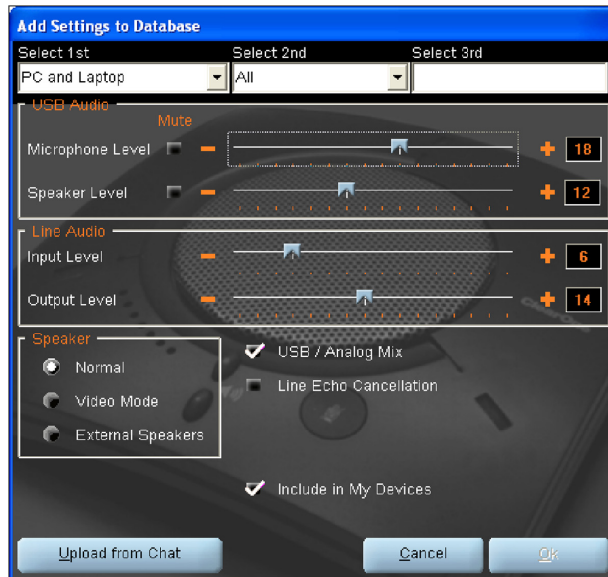 Add Settings to Database
Select 1st Select 2nd Select 3rd
PC and Laptop All
USB Audio
Mute
Microphone Level 18
Speaker Level 12
Line Audio
Input Level 6
Output Level 14
Speaker
Normal
Video Mode
External Speakers
USB / Analog Mix
Line Echo Cancellation
Include in My Devices
Upload from Chat Cancel Ok